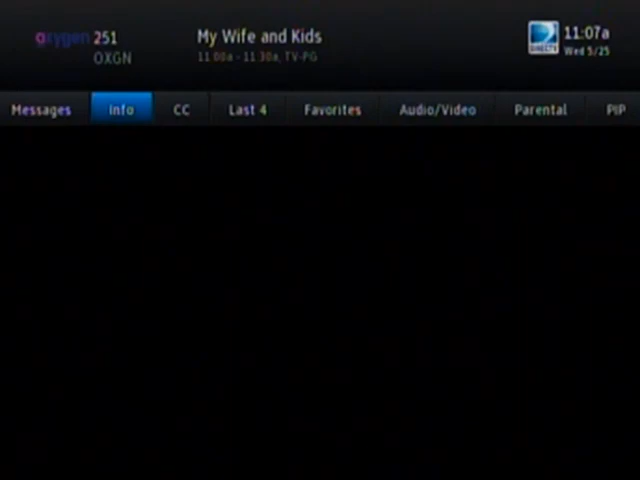 oxygen 251
OXGN
My Wife and Kids
11:00a - 11:30a, TV-PG
DIRECTV
11:07a
Wed 5/25
Messages Info CC Last 4 Favorites Audio/Video Parental PIP